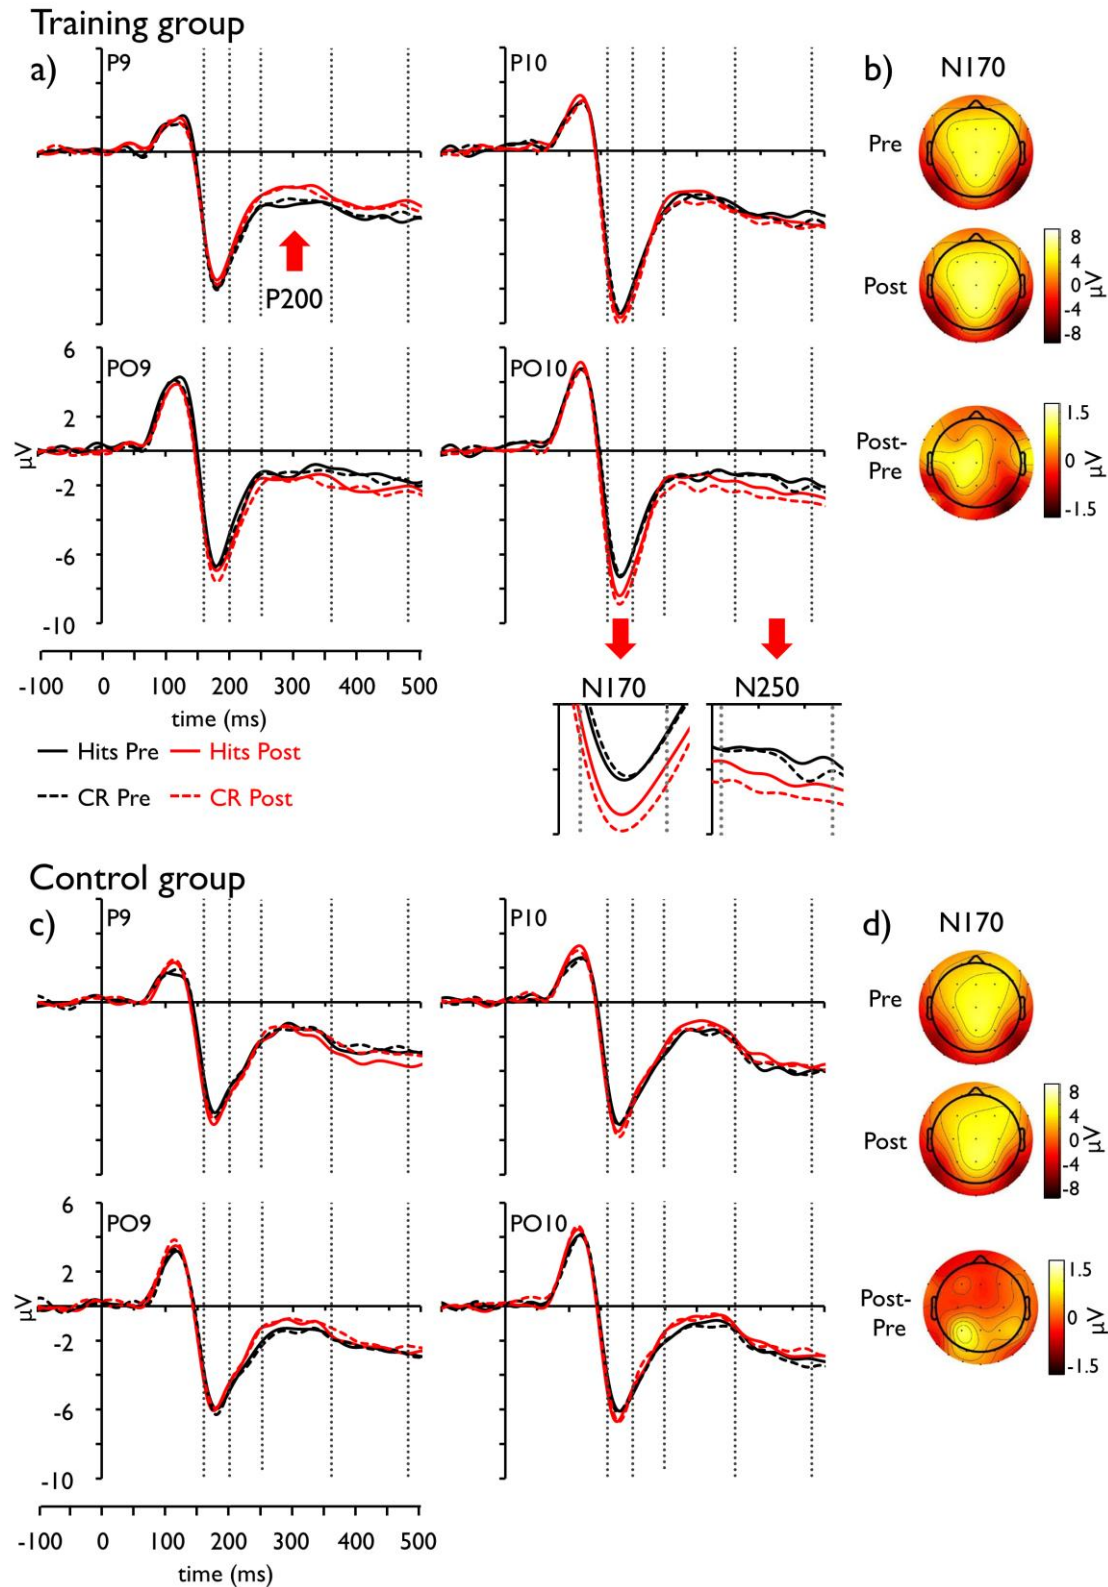 Training group
a)
P9
P10
b)
N170
Pre
P200
Post
8
4
0
-4
-8
µV
PO9
PO10
6
2
-2
-6
-10
µV
Post-
Pre
1.5
0
-1.5
µV
-100 0 100 200 300 400 500
time (ms)
N170
N250
Hits Pre
Hits Post
CR Pre
CR Post
Control group
c)
P9
P10
d)
N170
Pre
Post
8
4
0
-4
-8
µV
PO9
PO10
6
2
-2
-6
-10
µV
Post-
Pre
1.5
0
-1.5
µV
-100 0 100 200 300 400 500
time (ms)